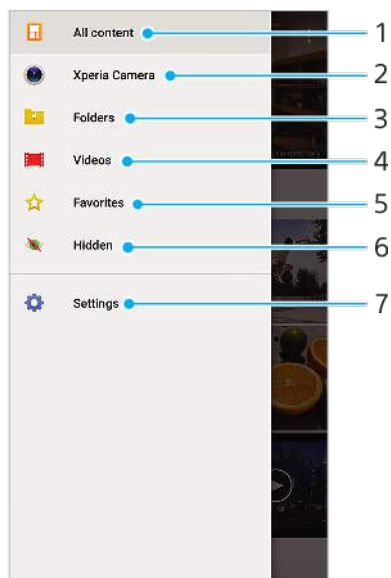 All content 1
Xperia Camera 2
Folders 3
Videos 4
Favorites 5
Hidden 6
Settings 7